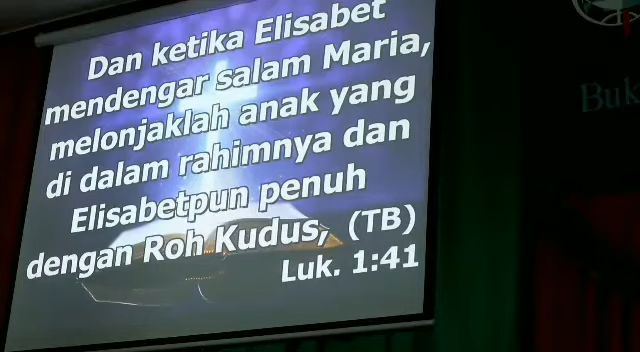 Dan ketika Elisabet
mendengar salam Maria,
melonjaklah anak yang
di dalam rahimnya dan
Elisabetpun penuh
dengan Roh Kudus, (TB)
Luk. 1:41